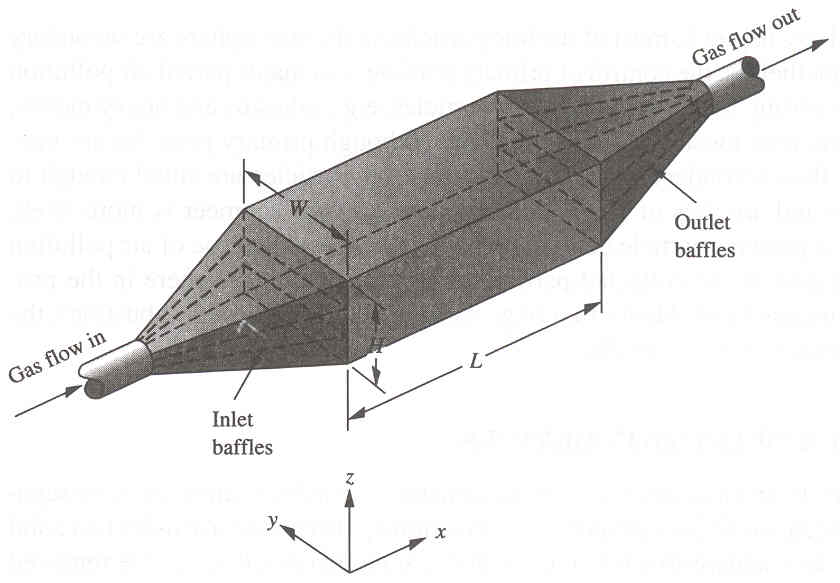 Gas flow out
W
Outlet
baffles
Gas flow in
H
L
Inlet
baffles
z
y
x